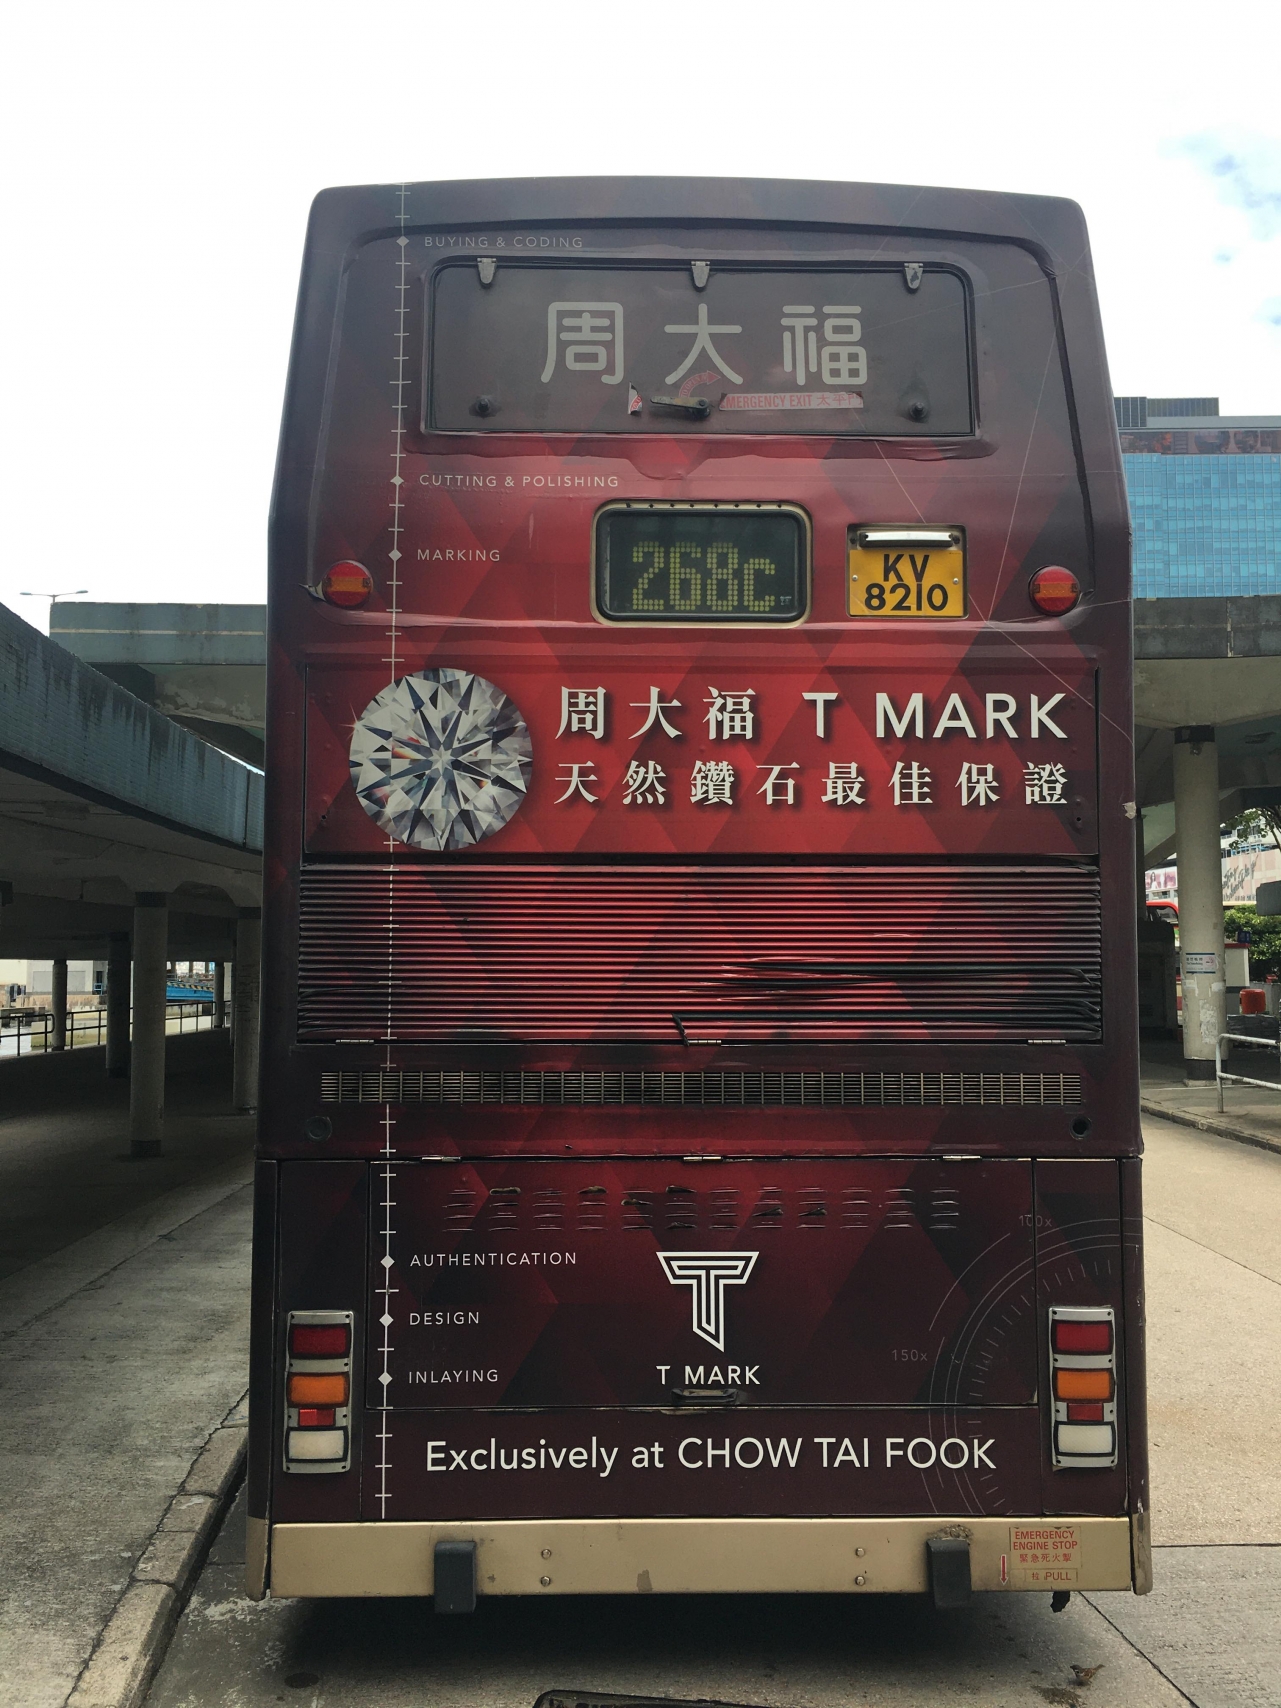 BUYING & CODING
周大福
EMERGENCY EXIT 太平門
CUTTING & POLISHING
MARKING
268c
KV
8210
周大福 T MARK
天然鑽石最佳保證
100x
AUTHENTICATION
DESIGN
150x
INLAYING
T MARK
Exclusively at CHOW TAI FOOK
EMERGENCY
ENGINE STOP
緊急死火掣
PULL